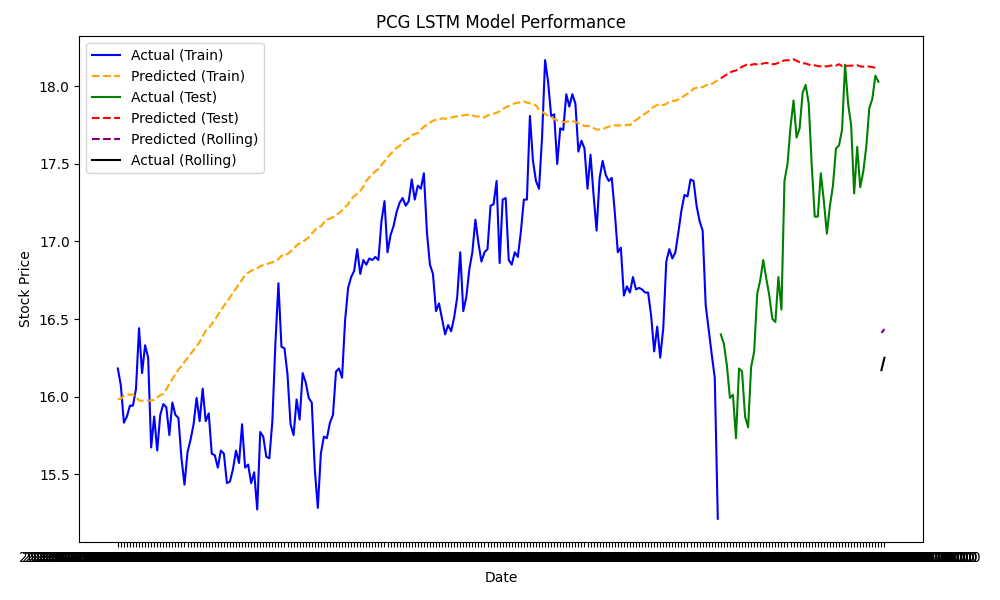 PCG LSTM Model Performance
Actual (Train)
Predicted (Train)
Actual (Test)
Predicted (Test)
Predicted (Rolling)
Actual (Rolling)
Stock Price
18.0
17.5
17.0
16.5
16.0
15.5
Date